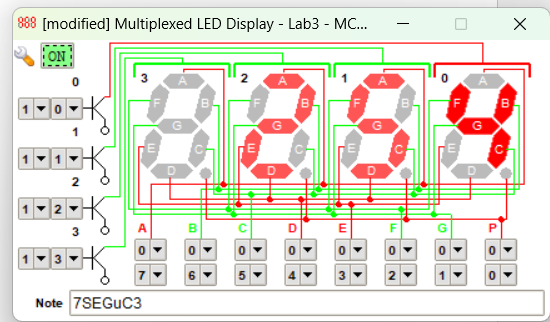 888 [modified] Multiplexed LED Display - Lab3 - MC...
ON
0
1 0
1
1 1
2
1 2
3
1 3
3 A F B G E C D
2 A F B G E C D
1 A F B G E C D
0 A F B G E C D
A B C D E F G P
0 0 0 0 0 0 0 0
7 6 5 4 3 2 1 0
Note 7SEGuC3